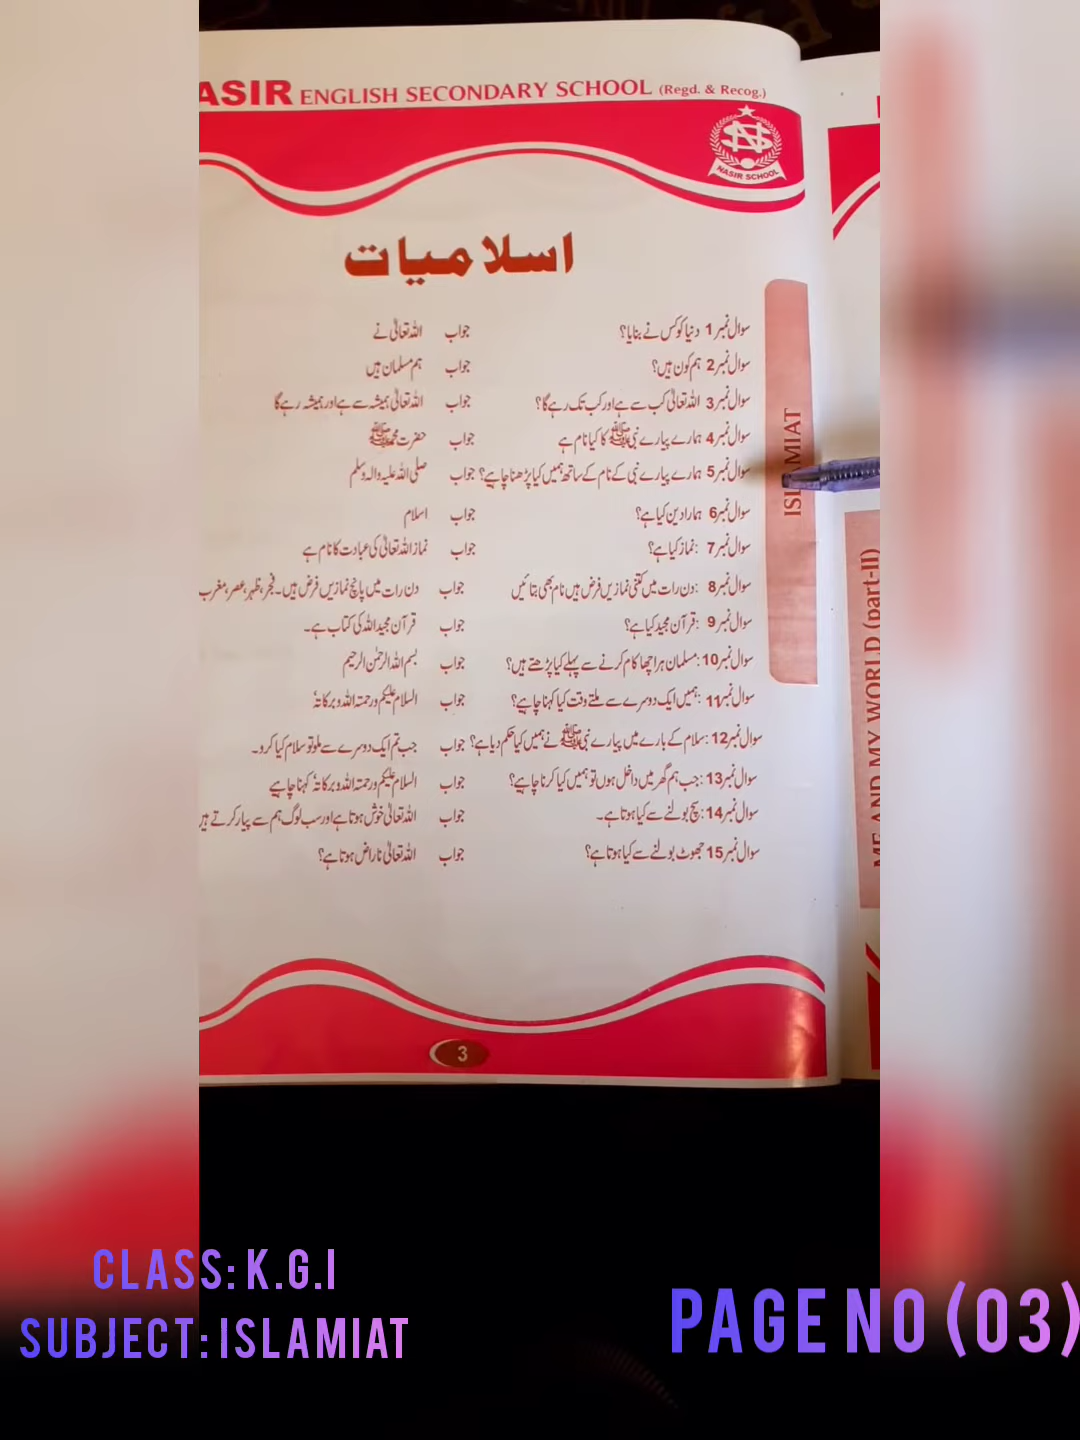 ASIR ENGLISH SECONDARY SCHOOL (Regd. & Recog.)
NS
NASIR SCHOOL
اسلامیات
سوال نمبر 1 دنیا کو کس نے بنایا؟ جواب اللہ تعالیٰ نے
سوال نمبر 2 ہم کون ہیں؟ جواب ہم مسلمان ہیں
سوال نمبر 3 اللہ تعالیٰ کب سے ہے اور کب تک رہے گا؟ جواب اللہ تعالیٰ ہمیشہ سے ہے اور ہمیشہ رہے گا
سوال نمبر 4 ہمارے پیارے نبی ﷺ کا کیا نام ہے جواب حضرت محمد ﷺ
سوال نمبر 5 ہمارے پیارے نبی کے نام کے ساتھ ہمیں کیا پڑھنا چاہیے؟ جواب صلی اللہ علیہ والہ وسلم
سوال نمبر 6 ہمارا دین کیا ہے؟ جواب اسلام
سوال نمبر 7 :نماز کیا ہے؟ جواب نماز اللہ تعالیٰ کی عبادت کا نام ہے
سوال نمبر 8 :دن رات میں کتنی نمازیں فرض ہیں نام بھی بتائیں جواب دن رات میں پانچ نمازیں فرض ہیں۔ فجر، ظہر، عصر، مغرب
سوال نمبر 9 :قرآن مجید کیا ہے؟ جواب قرآن مجید اللہ کی کتاب ہے۔
سوال نمبر 10 :مسلمان ہر اچھا کام کرنے سے پہلے کیا پڑھتے ہیں؟ جواب بسم اللہ الرحمٰن الرحیم
سوال نمبر 11 :ہمیں ایک دوسرے سے ملتے وقت کیا کہنا چاہیے؟ جواب السلام علیکم ورحمتہ اللہ وبرکاتہٗ
سوال نمبر 12 :سلام کے بارے میں پیارے نبی ﷺ نے ہمیں کیا حکم دیا ہے؟ جواب جب تم ایک دوسرے سے ملو تو سلام کیا کرو۔
سوال نمبر 13 :جب ہم گھر میں داخل ہوں تو ہمیں کیا کرنا چاہیے؟ جواب السلام علیکم ورحمتہ اللہ وبرکاتہٗ کہنا چاہیے
سوال نمبر 14 :سچ بولنے سے کیا ہوتا ہے۔ جواب اللہ تعالیٰ خوش ہوتا ہے اور سب لوگ ہم سے پیار کرتے ہیں
سوال نمبر 15 جھوٹ بولنے سے کیا ہوتا ہے؟ جواب اللہ تعالیٰ ناراض ہوتا ہے؟
ISLAMIAT
ME AND MY WORLD (part-II)
3
CLASS: K.G.I
SUBJECT: ISLAMIAT
PAGE NO (03)